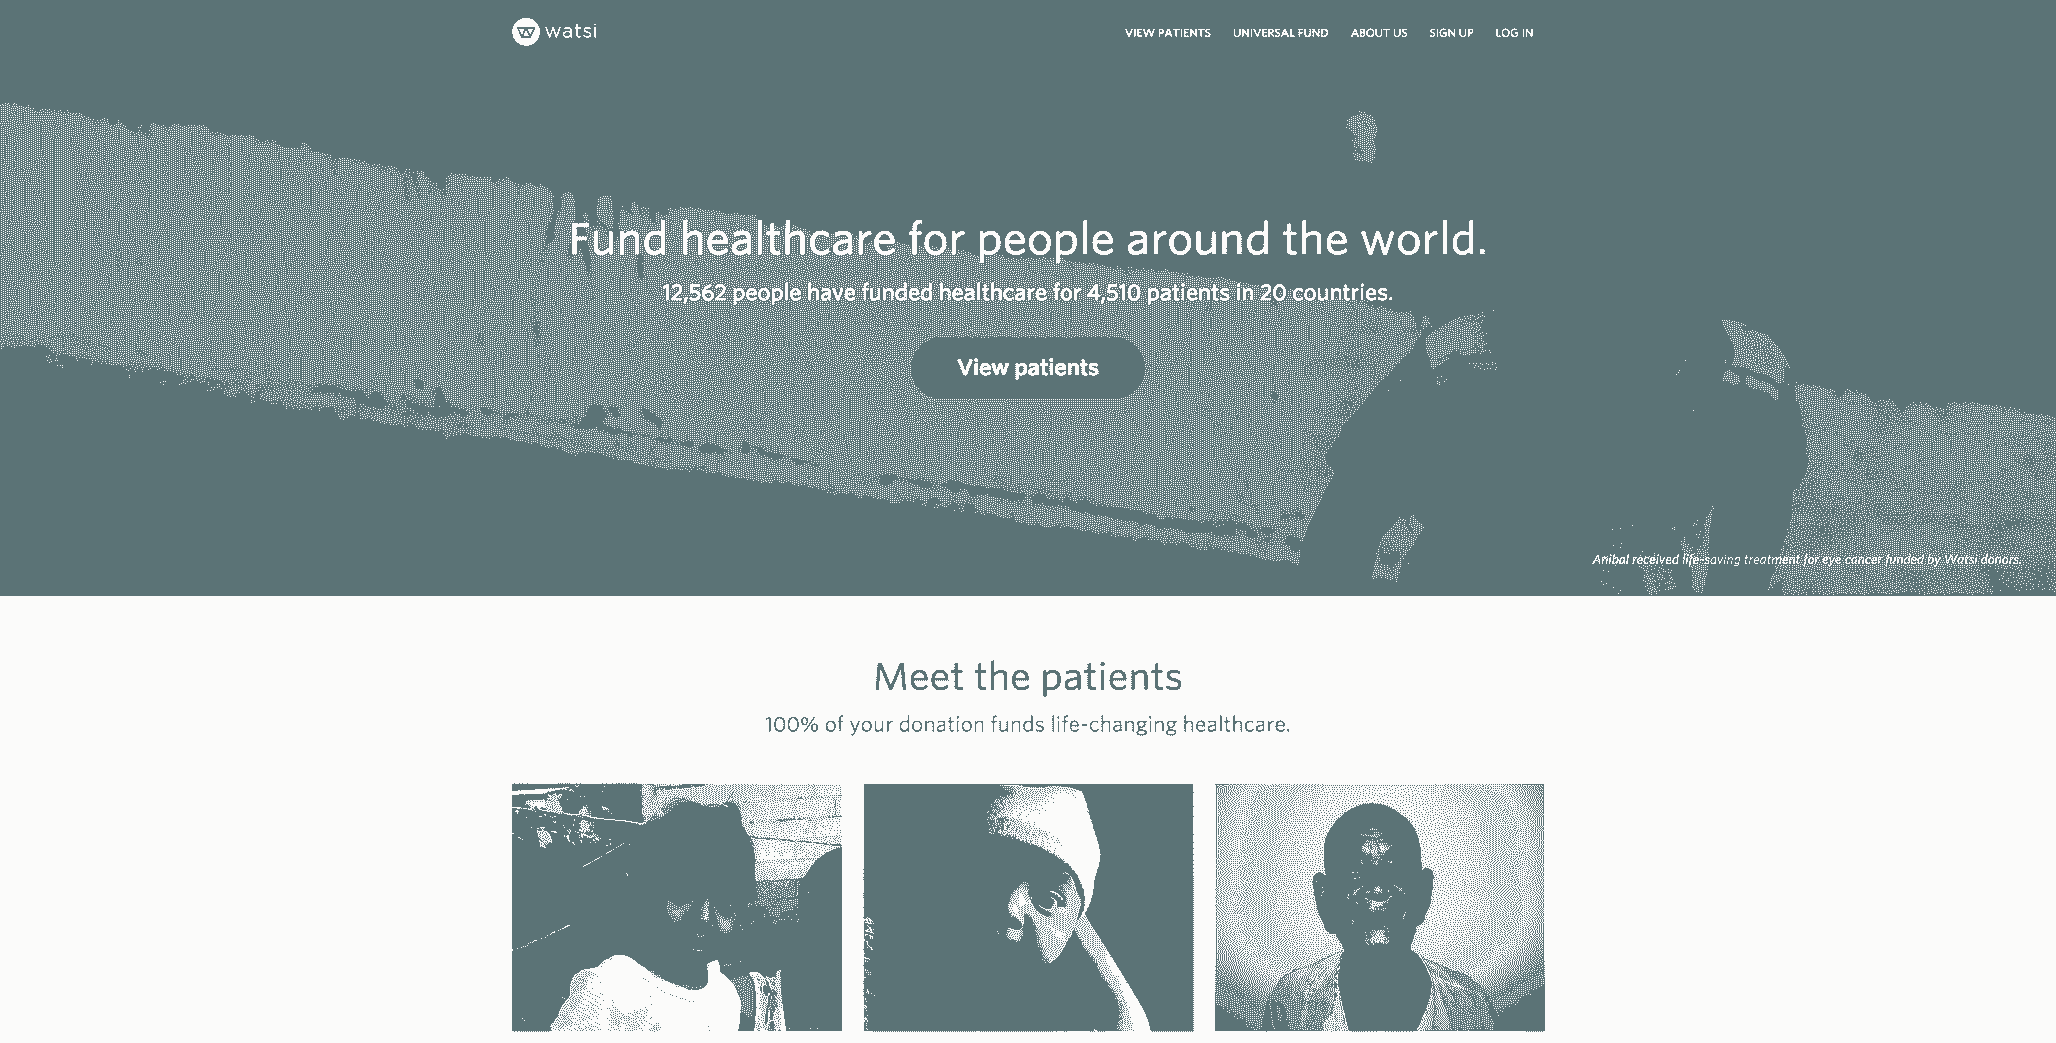 watsi
VIEW PATIENTS UNIVERSAL FUND ABOUT US SIGN UP LOG IN
Fund healthcare for people around the world.
12,562 people have funded healthcare for 4,510 patients in 20 countries.
View patients
Anibal received life-saving treatment for eye cancer funded by Watsi donors.
Meet the patients
100% of your donation funds life-changing healthcare.